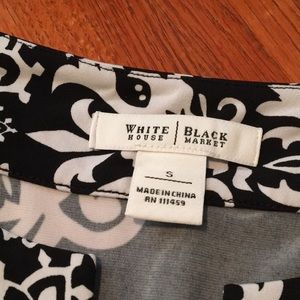 WHITE HOUSE | BLACK MARKET
S
MADE IN CHINA
RN 111459